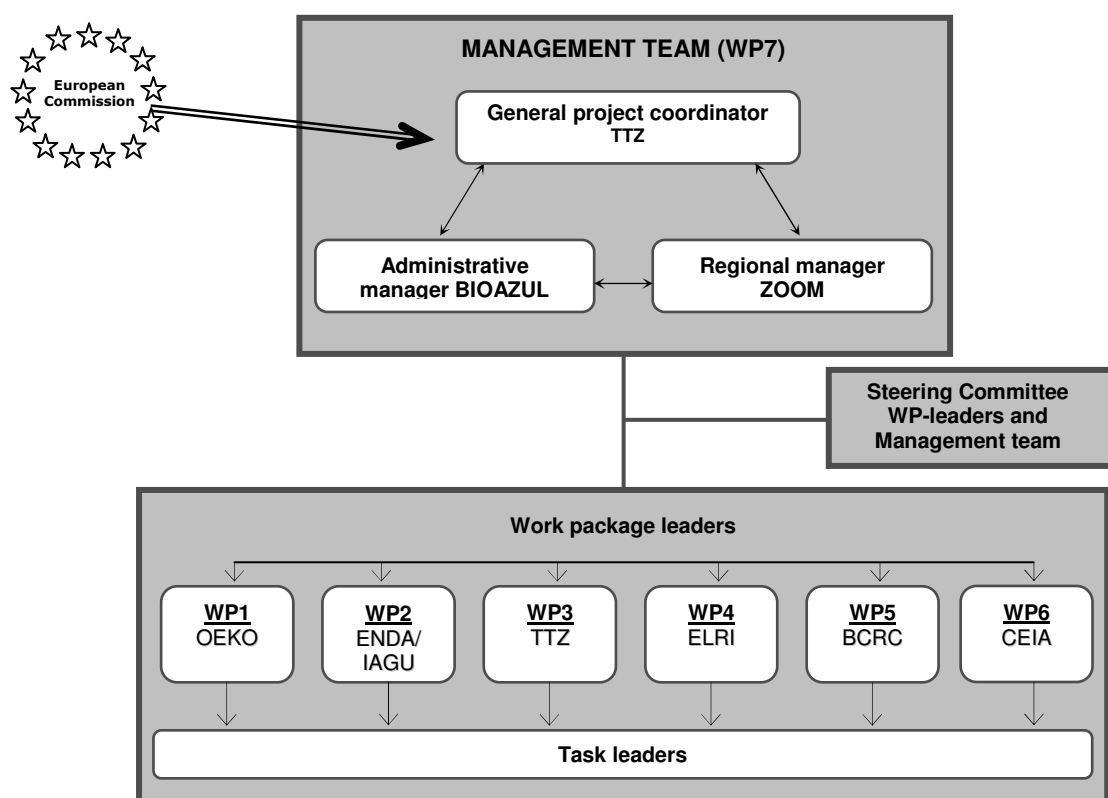 European
Commission
MANAGEMENT TEAM (WP7)
General project coordinator
TTZ
Administrative
manager BIOAZUL
Regional manager
ZOOM
Steering Committee
WP-leaders and
Management team
Work package leaders
WP1
OEKO
WP2
ENDA/
IAGU
WP3
TTZ
WP4
ELRI
WP5
BCRC
WP6
CEIA
Task leaders